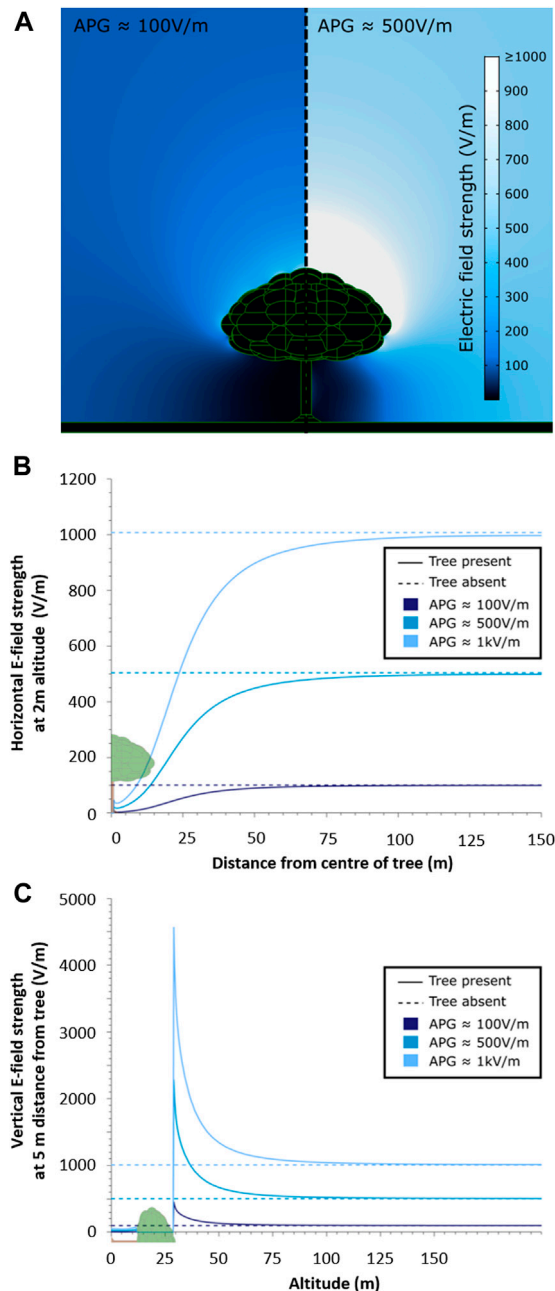 A
APG ≈ 100V/m
APG ≈ 500V/m
Electric field strength (V/m)
≥1000
900
800
700
600
500
400
300
200
100
B
Horizontal E-field strength
at 2m altitude (V/m)
1200
1000
800
600
400
200
0
Tree present
Tree absent
APG ≈ 100V/m
APG ≈ 500V/m
APG ≈ 1kV/m
0 25 50 75 100 125 150
Distance from centre of tree (m)
C
Vertical E-field strength
at 5 m distance from tree (V/m)
5000
4000
3000
2000
1000
0
Tree present
Tree absent
APG ≈ 100V/m
APG ≈ 500V/m
APG ≈ 1kV/m
0 25 50 75 100 125 150
Altitude (m)